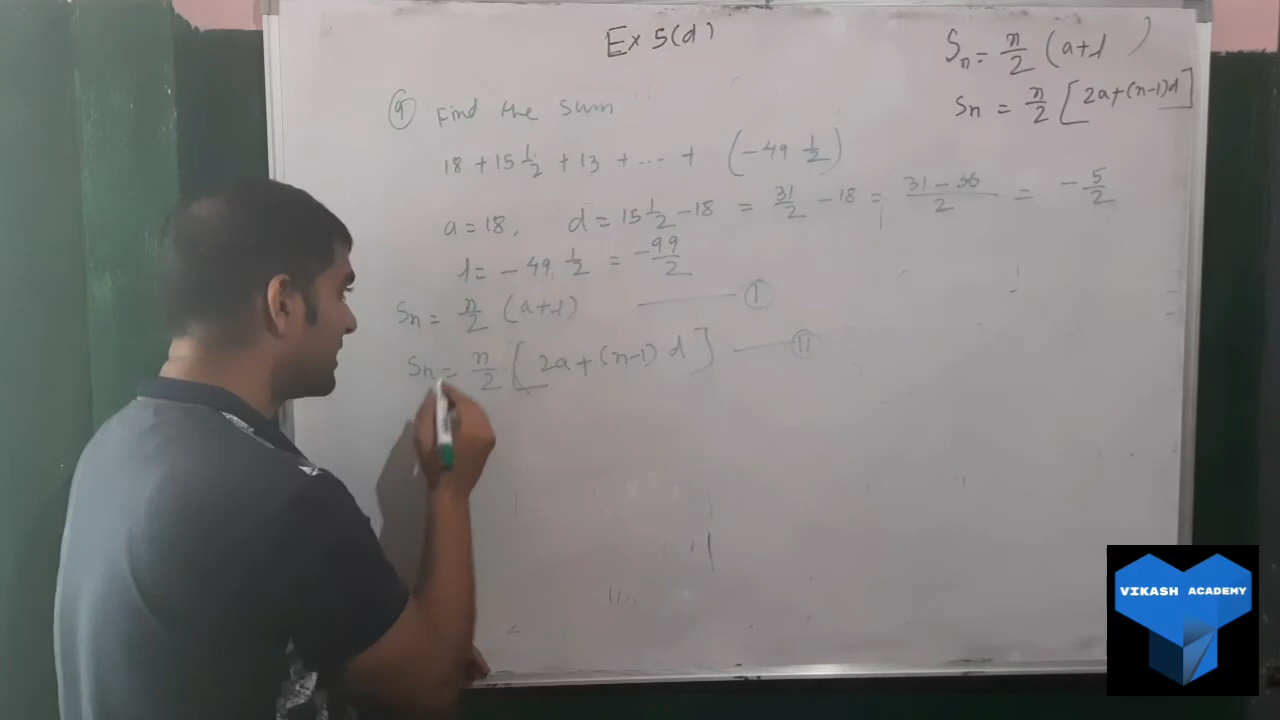 Ex 5(d)
Sn = n/2 (a+l)
Sn = n/2 [2a+(n-1)d]
(9) Find the sum
18 + 15 1/2 + 13 + ... + (-49 1/2)
a = 18, d = 15 1/2 - 18 = 31/2 - 18 = 31-36/2 = -5/2
l = -49 1/2 = -99/2
Sn = n/2 (a+l) — (I)
Sn = n/2 [2a+(n-1)d] — (II)
VIKASH ACADEMY